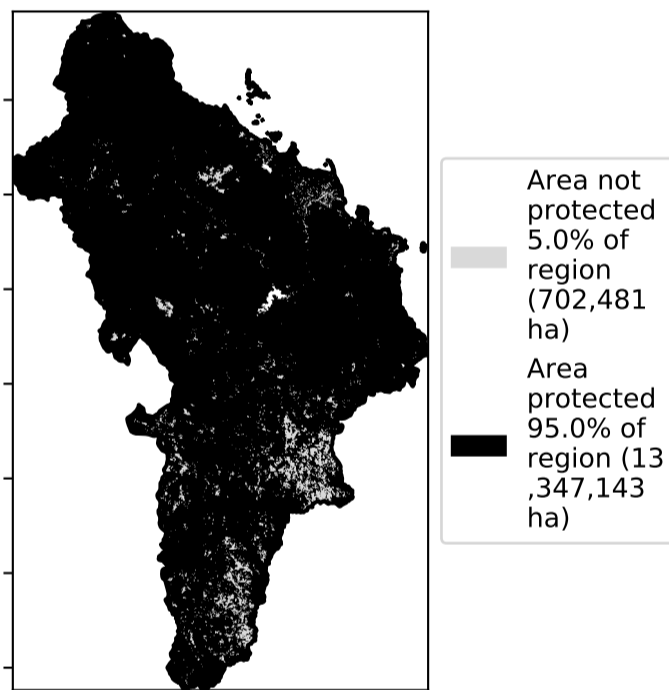 Area not
protected
5.0% of
region
(702,481
ha)
Area
protected
95.0% of
region (13
,347,143
ha)